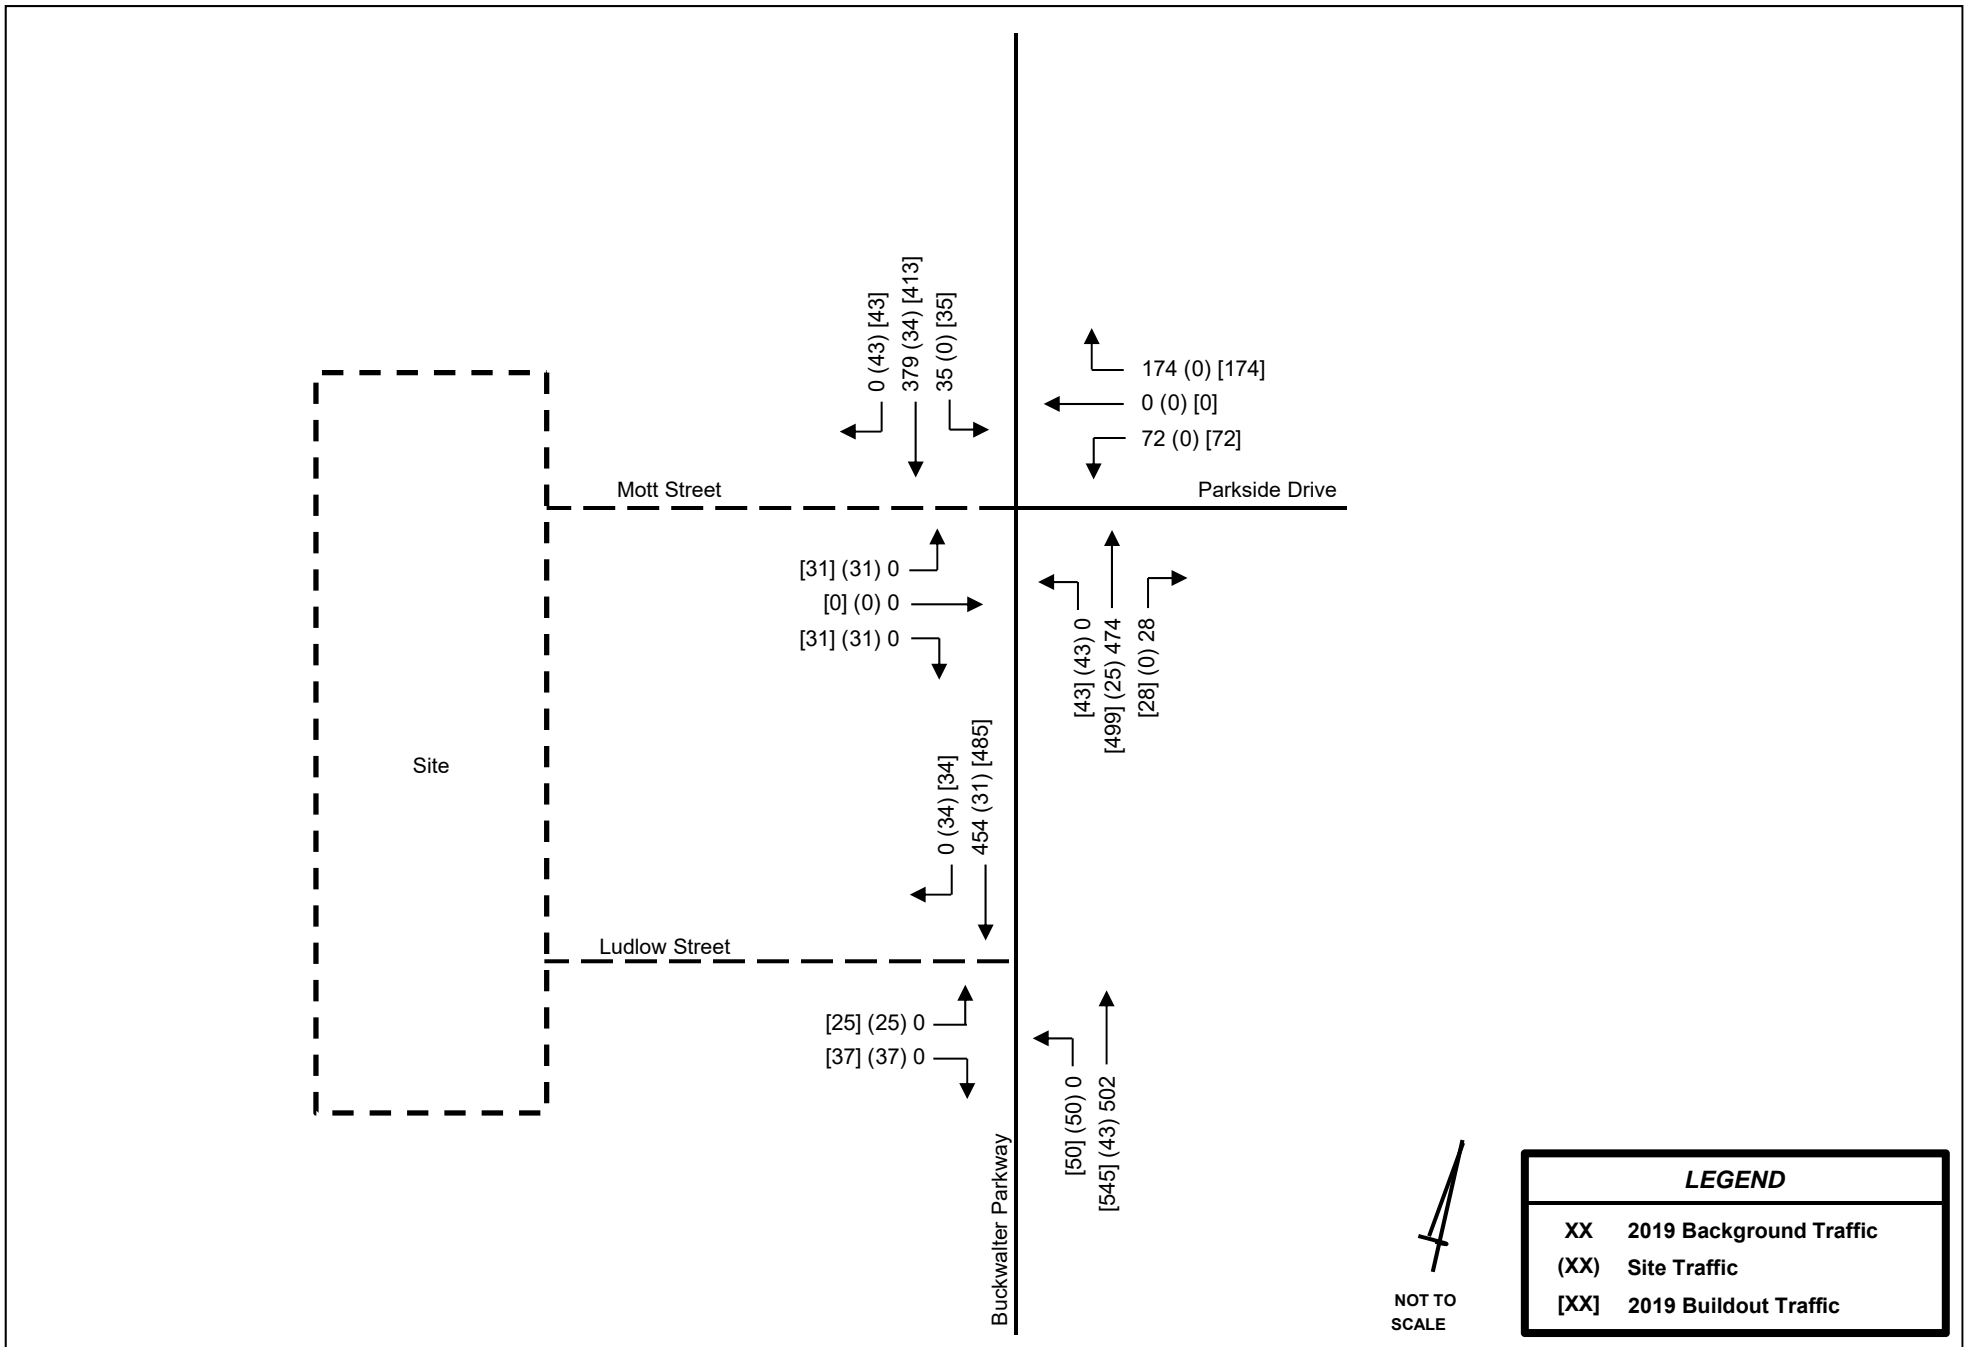 0 (43) [43]
379 (34) [413]
35 (0) [35]
174 (0) [174]
0 (0) [0]
72 (0) [72]
Mott Street
Parkside Drive
[31] (31) 0
[0] (0) 0
[31] (31) 0
[43] (43) 0
[499] (25) 474
[28] (0) 28
Site
0 (34) [34]
454 (31) [485]
Ludlow Street
[25] (25) 0
[37] (37) 0
[50] (50) 0
[545] (43) 502
Buckwalter Parkway
NOT TO
SCALE
LEGEND
XX 2019 Background Traffic
(XX) Site Traffic
[XX] 2019 Buildout Traffic